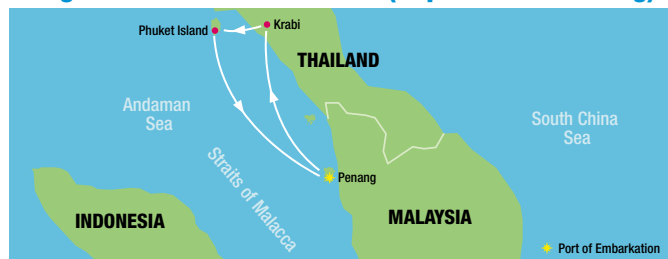 Phuket Island
Krabi
THAILAND
Andaman
Sea
South China
Sea
Straits of Malacca
Penang
INDONESIA
MALAYSIA
Port of Embarkation